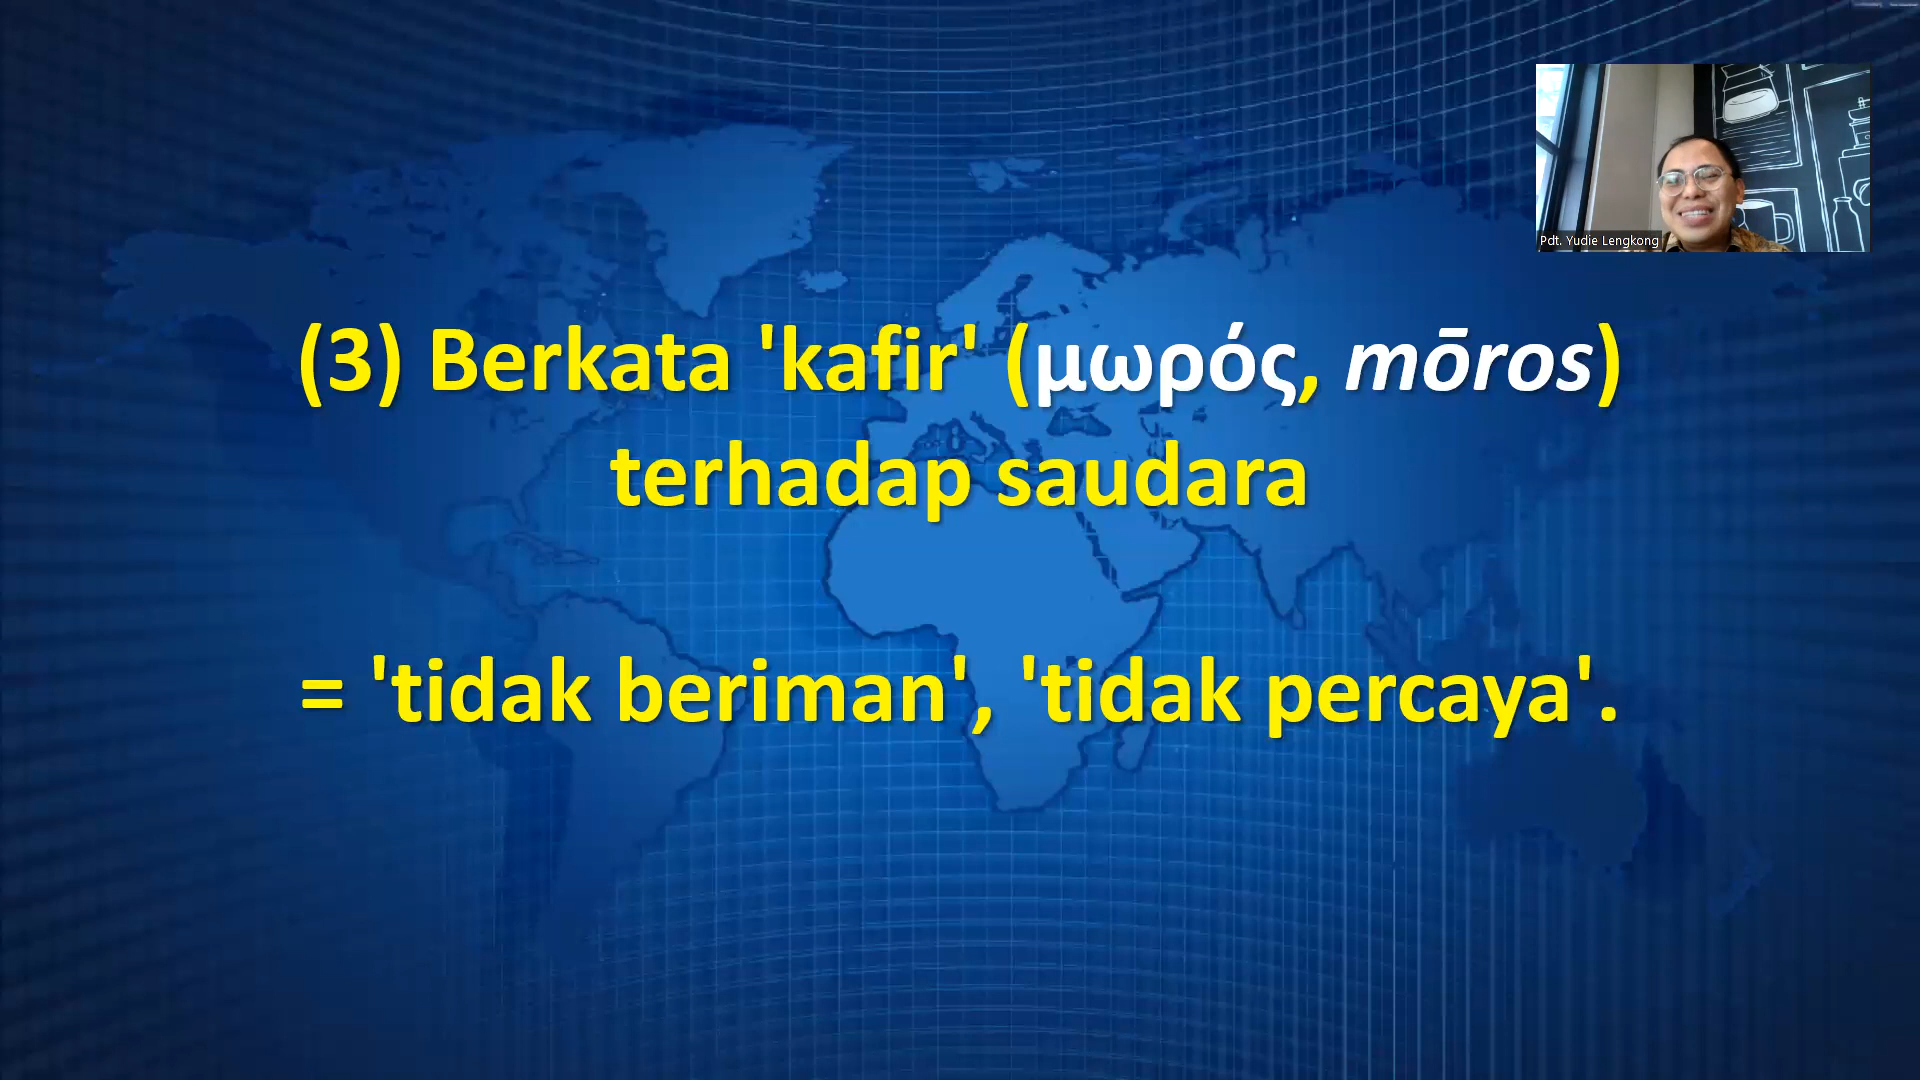 Pdt. Yudie Lengkong
(3) Berkata 'kafir' (μωρός, mōros)
terhadap saudara
= 'tidak beriman', 'tidak percaya'.